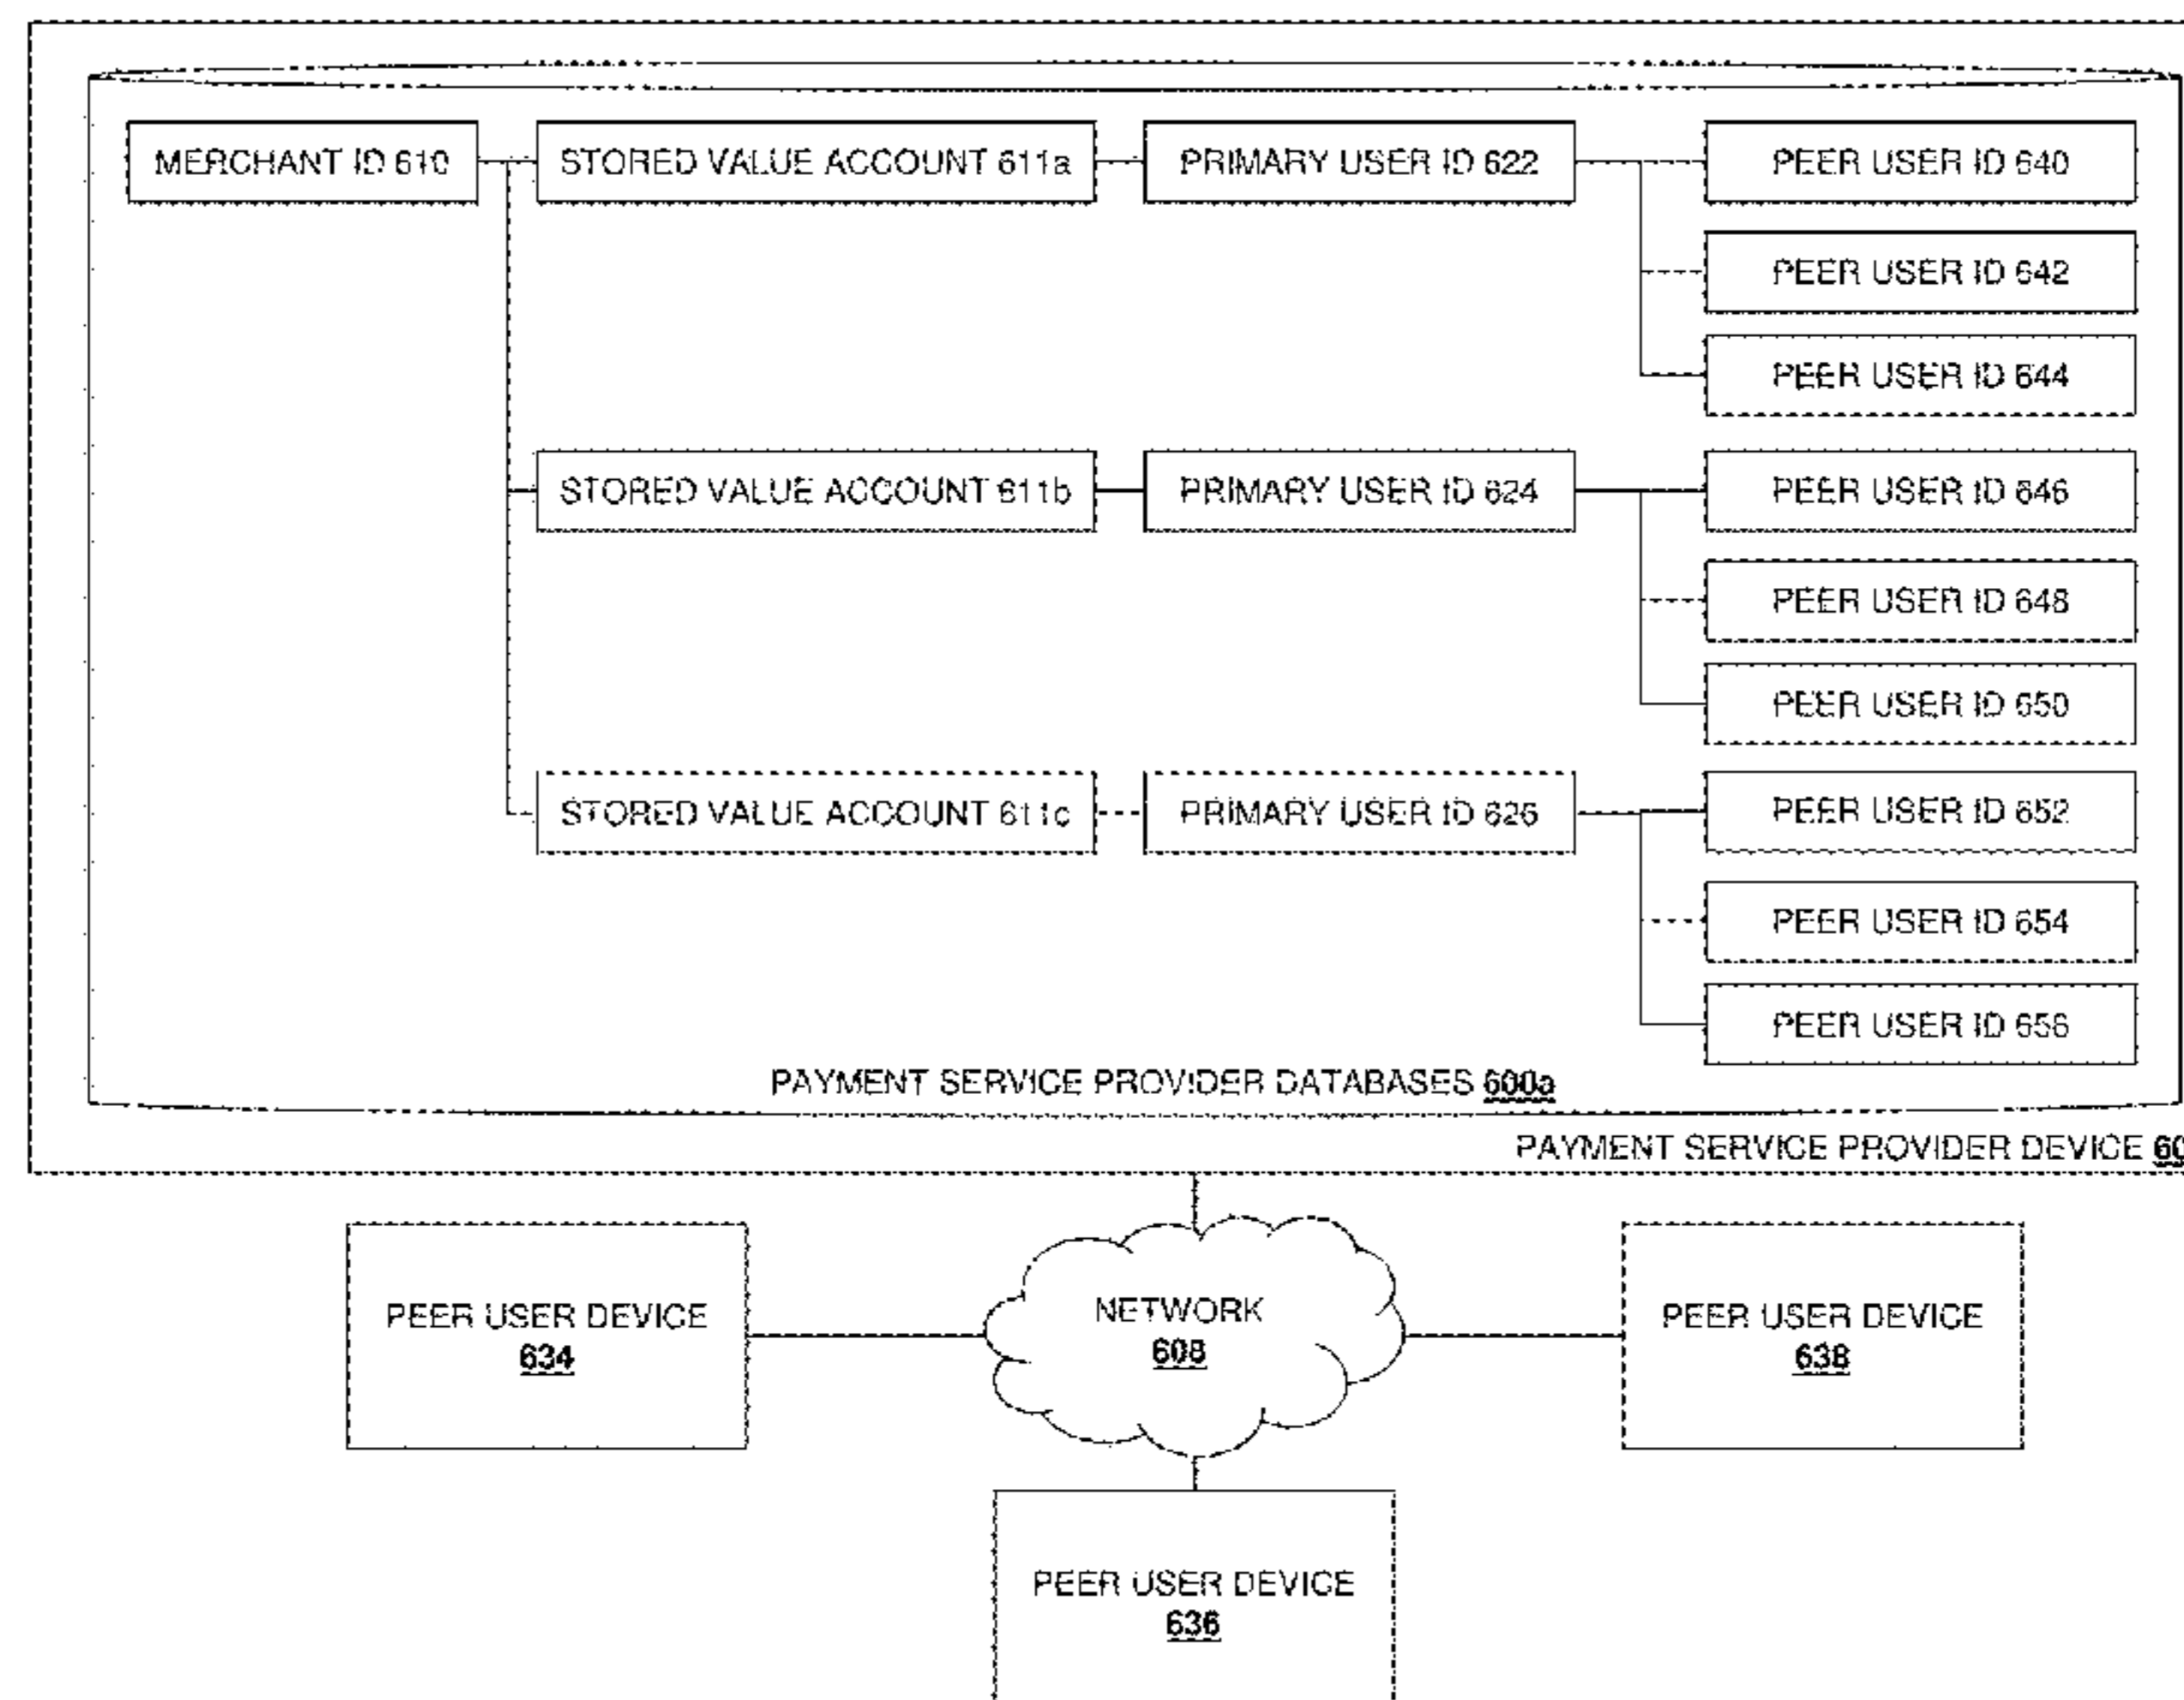 MERCHANT ID 610
STORED VALUE ACCOUNT 611a
PRIMARY USER ID 622
PEER USER ID 640
PEER USER ID 642
PEER USER ID 644
STORED VALUE ACCOUNT 611b
PRIMARY USER ID 624
PEER USER ID 646
PEER USER ID 648
PEER USER ID 650
STORED VALUE ACCOUNT 611c
PRIMARY USER ID 626
PEER USER ID 652
PEER USER ID 654
PEER USER ID 656
PAYMENT SERVICE PROVIDER DATABASES 600a
PAYMENT SERVICE PROVIDER DEVICE
PEER USER DEVICE
634
NETWORK
608
PEER USER DEVICE
638
PEER USER DEVICE
636